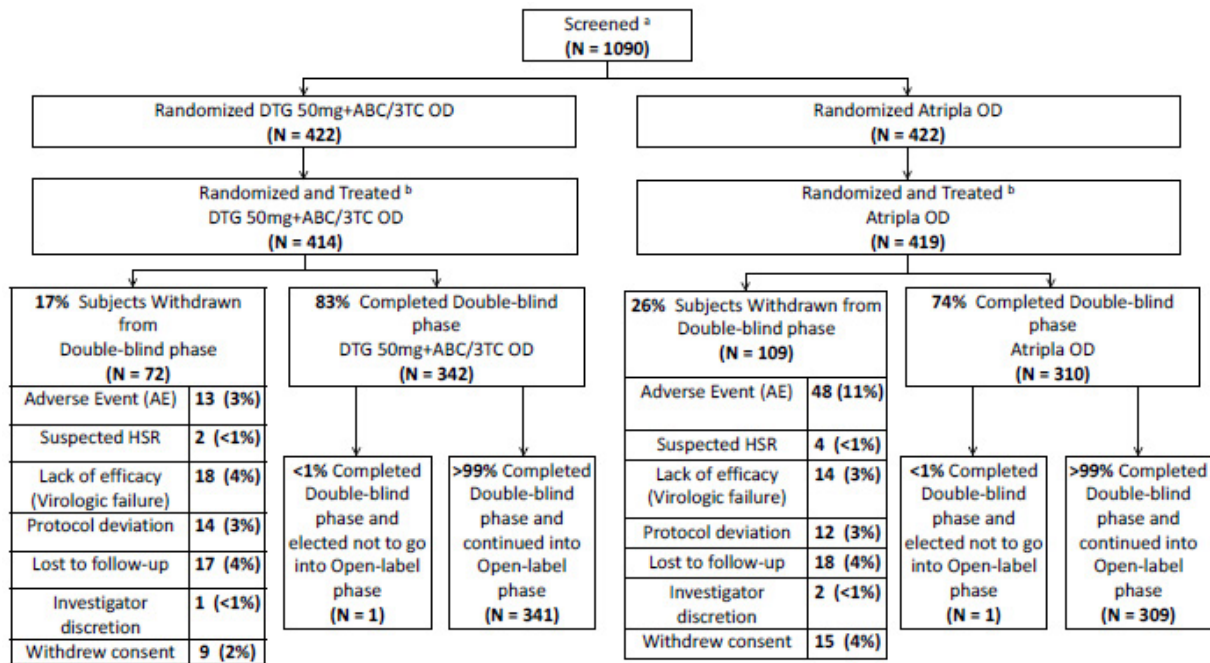 Screened ᵃ
(N = 1090)
Randomized DTG 50mg+ABC/3TC OD
(N = 422)
Randomized Atripla OD
(N = 422)
Randomized and Treated ᵇ
DTG 50mg+ABC/3TC OD
(N = 414)
Randomized and Treated ᵇ
Atripla OD
(N = 419)
17% Subjects Withdrawn
from
Double-blind phase
(N = 72)
Adverse Event (AE) 13 (3%)
Suspected HSR 2 (<1%)
Lack of efficacy
(Virologic failure) 18 (4%)
Protocol deviation 14 (3%)
Lost to follow-up 17 (4%)
Investigator
discretion 1 (<1%)
Withdrew consent 9 (2%)
83% Completed Double-blind
phase
DTG 50mg+ABC/3TC OD
(N = 342)
<1% Completed
Double-blind
phase and
elected not to go
into Open-label
phase
(N = 1)
>99% Completed
Double-blind
phase and
continued into
Open-label
phase
(N = 341)
26% Subjects Withdrawn from
Double-blind phase
(N = 109)
Adverse Event (AE) 48 (11%)
Suspected HSR 4 (<1%)
Lack of efficacy
(Virologic failure) 14 (3%)
Protocol deviation 12 (3%)
Lost to follow-up 18 (4%)
Investigator
discretion 2 (<1%)
Withdrew consent 15 (4%)
74% Completed Double-blind
phase
Atripla OD
(N = 310)
<1% Completed
Double-blind
phase and
elected not to go
into Open-label
phase
(N = 1)
>99% Completed
Double-blind
phase and
continued into
Open-label
phase
(N = 309)